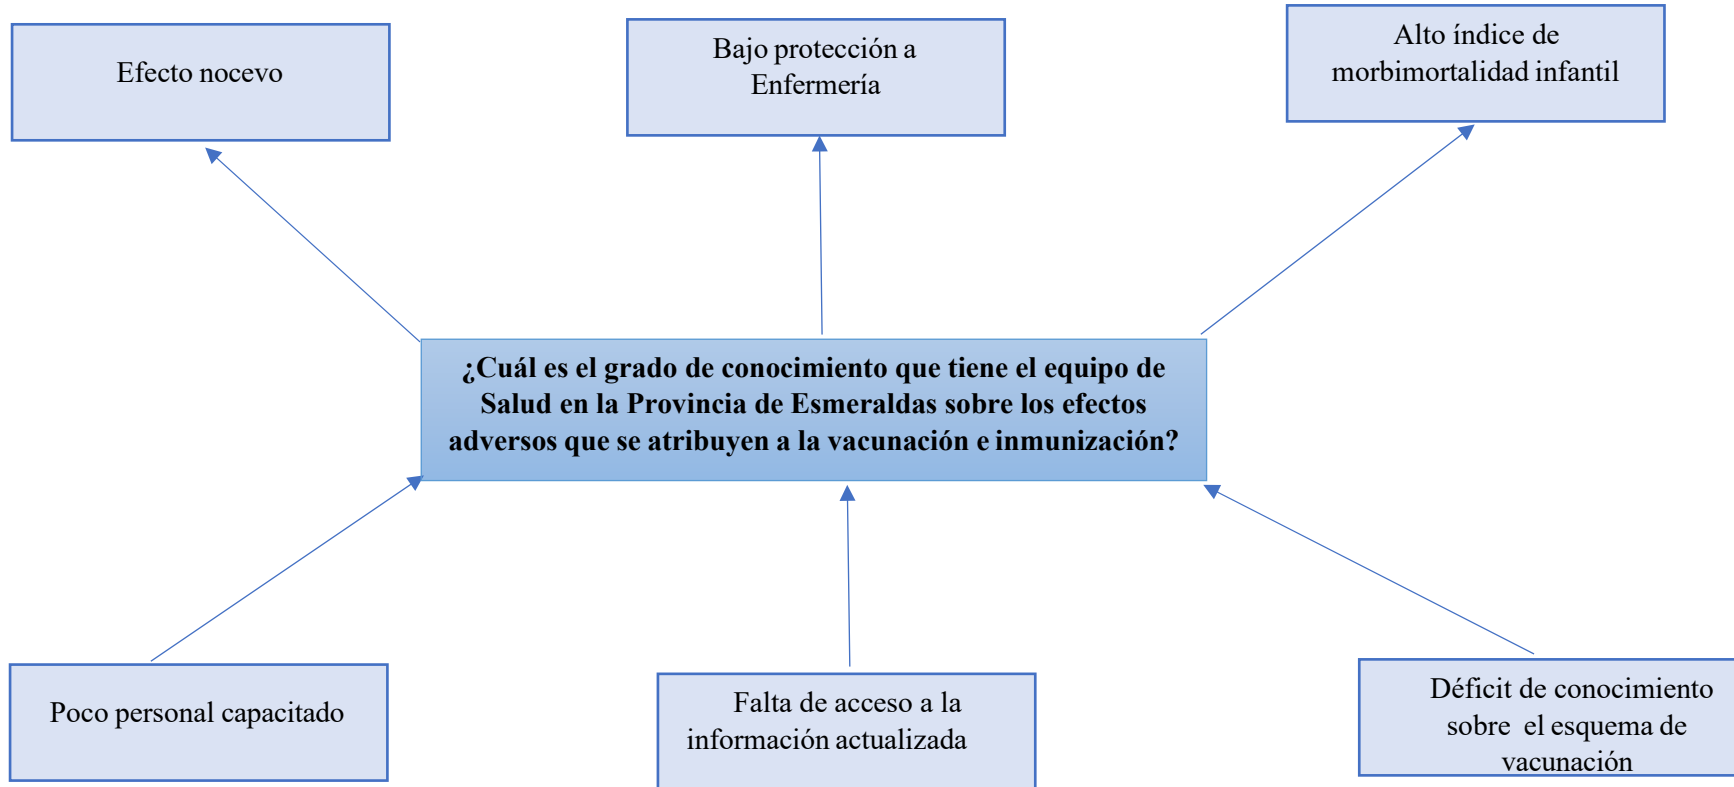 Efecto nocevo
Bajo protección a
Enfermería
Alto índice de
morbimortalidad infantil
¿Cuál es el grado de conocimiento que tiene el equipo de
Salud en la Provincia de Esmeraldas sobre los efectos
adversos que se atribuyen a la vacunación e inmunización?
Poco personal capacitado
Falta de acceso a la
información actualizada
Déficit de conocimiento
sobre el esquema de
vacunación